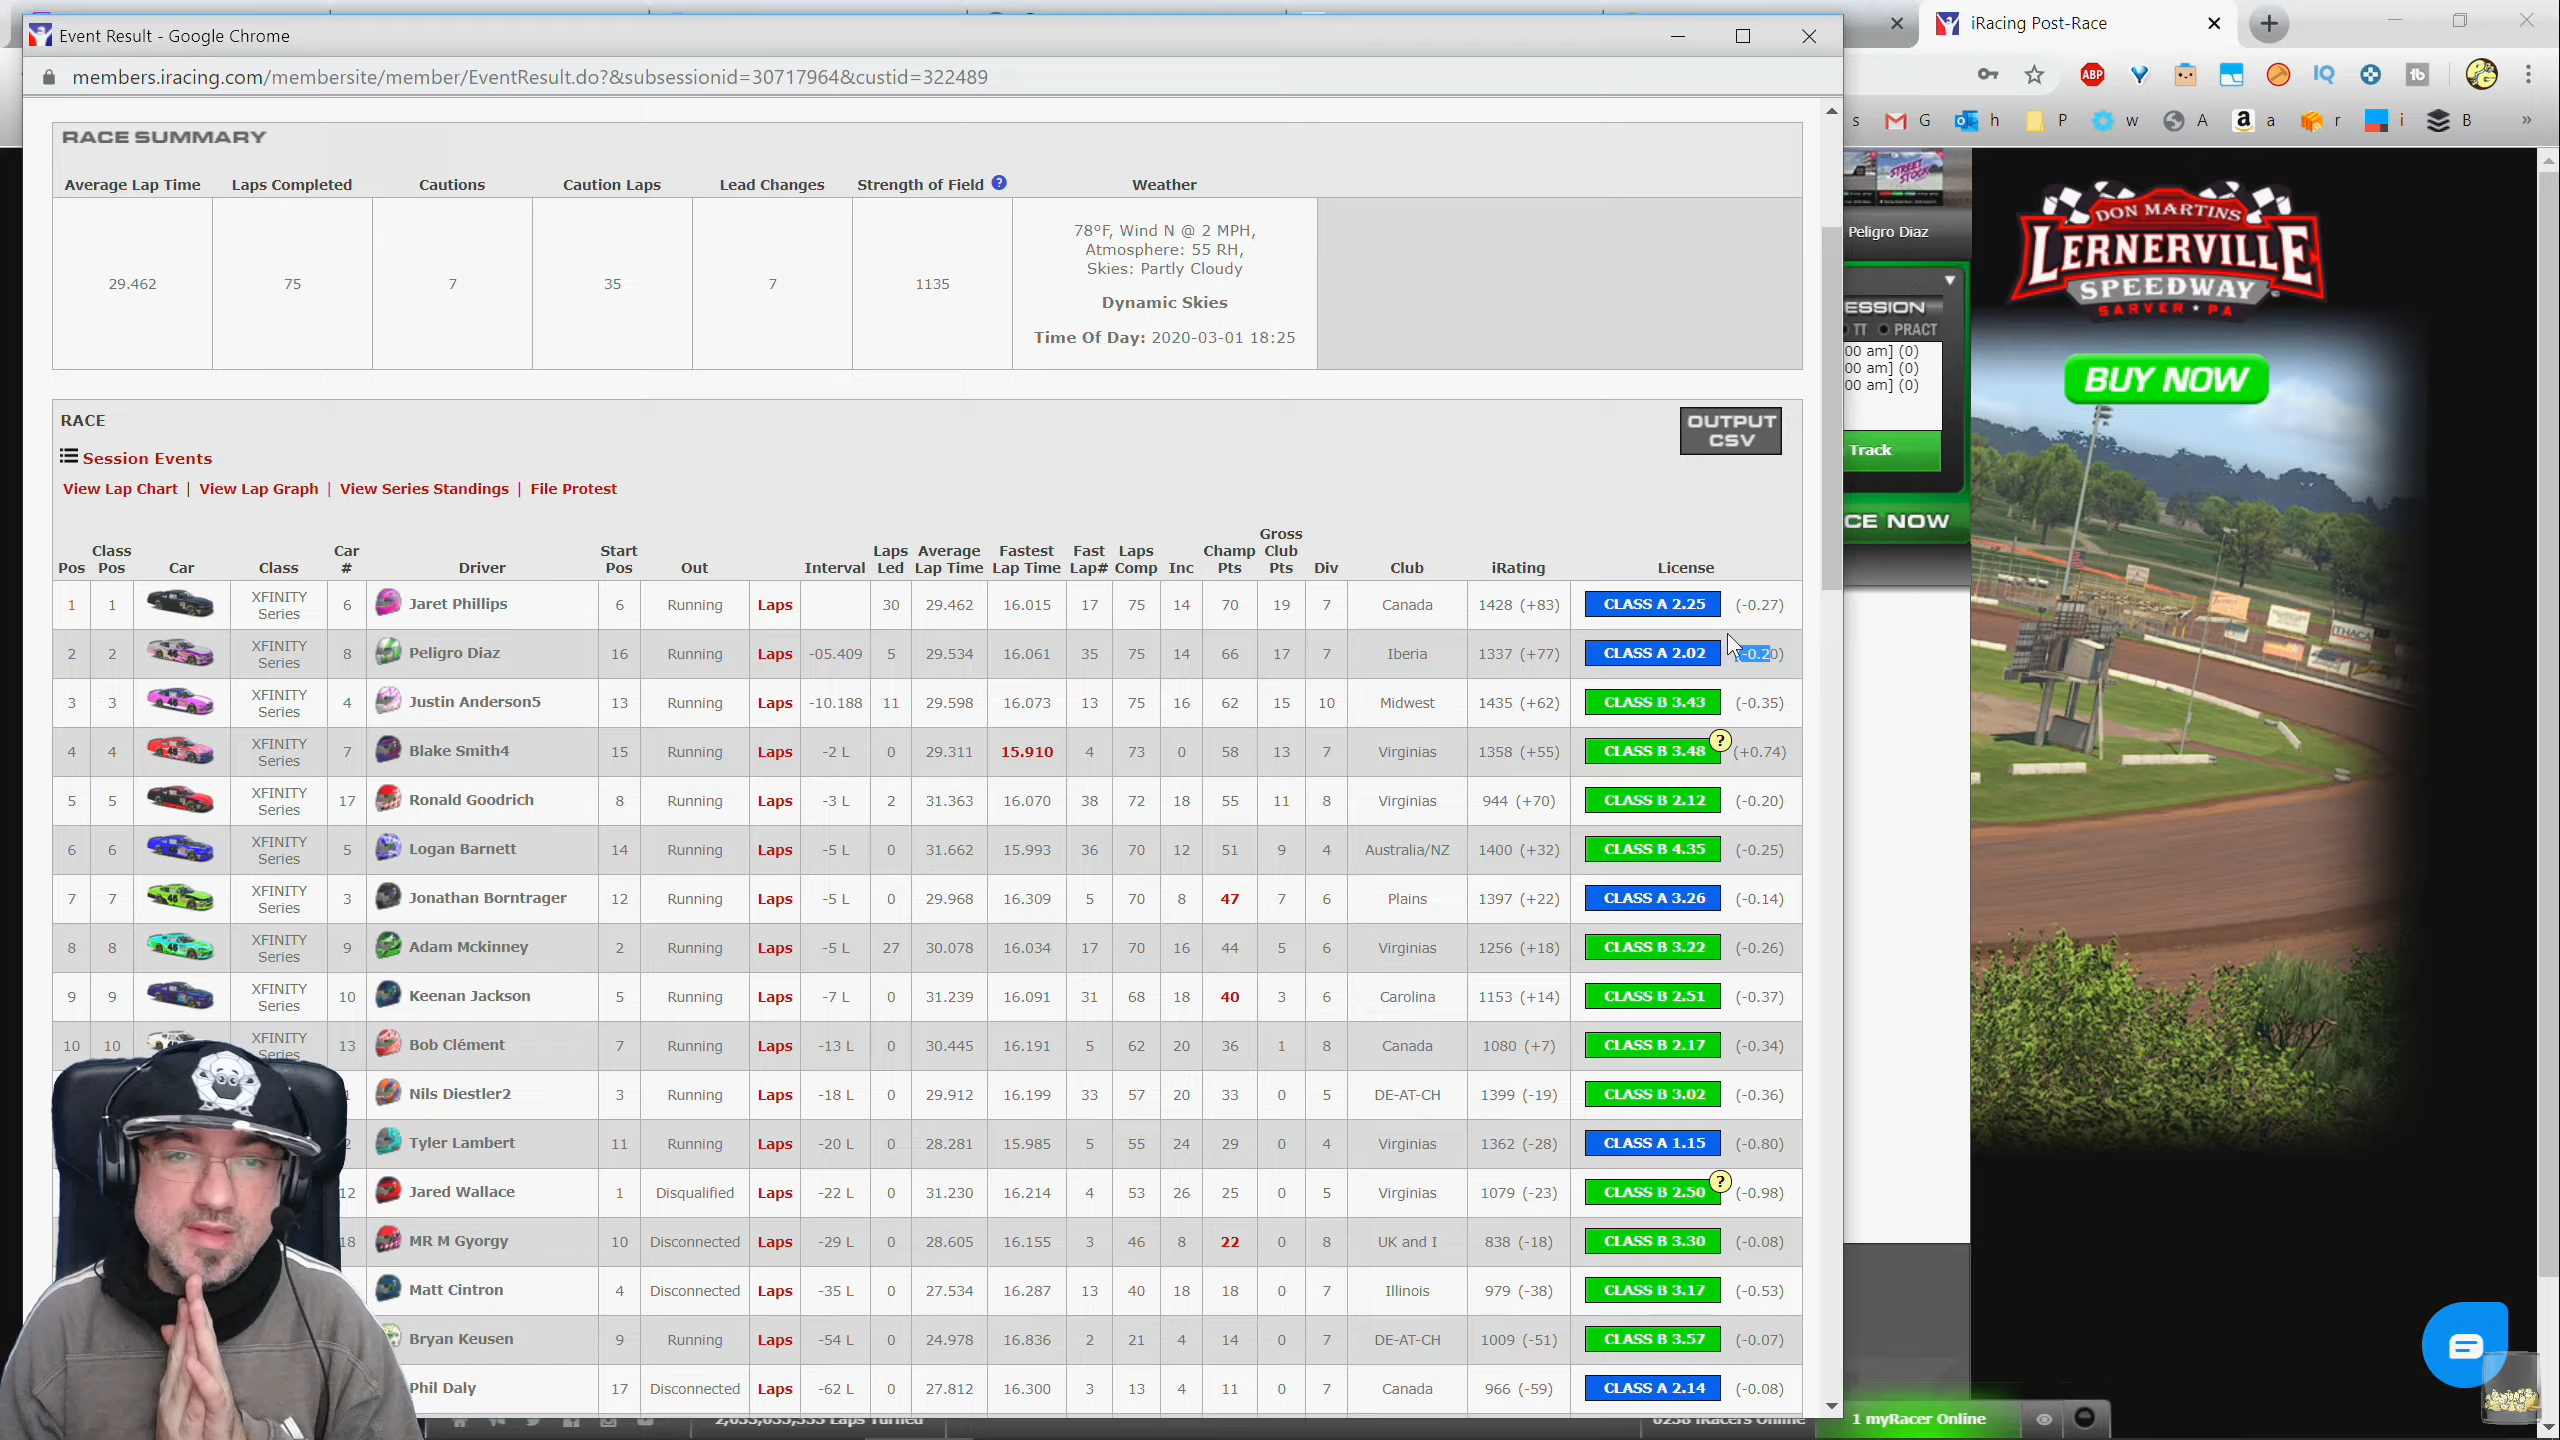 Event Result - Google Chrome
iRacing Post-Race
members.iracing.com/membersite/member/EventResult.do?&subsessionid=30717964&custid=322489
ABP
IQ
s G h P w A a r i B »
RACE SUMMARY
Average Lap Time Laps Completed Cautions Caution Laps Lead Changes Strength of Field ? Weather
29.462 75 7 35 7 1135
78°F, Wind N @ 2 MPH,
Atmosphere: 55 RH,
Skies: Partly Cloudy
Dynamic Skies
Time Of Day: 2020-03-01 18:25
RACE
OUTPUT
CSV
Session Events
View Lap Chart | View Lap Graph | View Series Standings | File Protest
Pos Class Pos Car Class Car # Driver Start Pos Out Interval Laps Led Average Lap Time Fastest Lap Time Fast Lap# Laps Comp Inc Champ Pts Gross Club Pts Div Club iRating License
1 1 XFINITY Series 6 Jaret Phillips 6 Running Laps 30 29.462 16.015 17 75 14 70 19 7 Canada 1428 (+83) CLASS A 2.25 (-0.27)
2 2 XFINITY Series 8 Peligro Diaz 16 Running Laps -05.409 5 29.534 16.061 35 75 14 66 17 7 Iberia 1337 (+77) CLASS A 2.02 (-0.20)
3 3 XFINITY Series 4 Justin Anderson5 13 Running Laps -10.188 11 29.598 16.073 13 75 16 62 15 10 Midwest 1435 (+62) CLASS B 3.43 (-0.35)
4 4 XFINITY Series 7 Blake Smith4 15 Running Laps -2 L 0 29.311 15.910 4 73 0 58 13 7 Virginias 1358 (+55) CLASS B 3.48 ? (+0.74)
5 5 XFINITY Series 17 Ronald Goodrich 8 Running Laps -3 L 2 31.363 16.070 38 72 18 55 11 8 Virginias 944 (+70) CLASS B 2.12 (-0.20)
6 6 XFINITY Series 5 Logan Barnett 14 Running Laps -5 L 0 31.662 15.993 36 70 12 51 9 4 Australia/NZ 1400 (+32) CLASS B 4.35 (-0.25)
7 7 XFINITY Series 3 Jonathan Borntrager 12 Running Laps -5 L 0 29.968 16.309 5 70 8 47 7 6 Plains 1397 (+22) CLASS A 3.26 (-0.14)
8 8 XFINITY Series 9 Adam Mckinney 2 Running Laps -5 L 27 30.078 16.034 17 70 16 44 5 6 Virginias 1256 (+18) CLASS B 3.22 (-0.26)
9 9 XFINITY Series 10 Keenan Jackson 5 Running Laps -7 L 0 31.239 16.091 31 68 18 40 3 6 Carolina 1153 (+14) CLASS B 2.51 (-0.37)
10 10 XFINITY Series 13 Bob Clément 7 Running Laps -13 L 0 30.445 16.191 5 62 20 36 1 8 Canada 1080 (+7) CLASS B 2.17 (-0.34)
Nils Diestler2 3 Running Laps -18 L 0 29.912 16.199 33 57 20 33 0 5 DE-AT-CH 1399 (-19) CLASS B 3.02 (-0.36)
Tyler Lambert 11 Running Laps -20 L 0 28.281 15.985 5 55 24 29 0 4 Virginias 1362 (-28) CLASS A 1.15 (-0.80)
12 Jared Wallace 1 Disqualified Laps -22 L 0 31.230 16.214 4 53 26 25 0 5 Virginias 1079 (-23) CLASS B 2.50 ? (-0.98)
18 MR M Gyorgy 10 Disconnected Laps -29 L 0 28.605 16.155 3 46 8 22 0 8 UK and I 838 (-18) CLASS B 3.30 (-0.08)
Matt Cintron 4 Disconnected Laps -35 L 0 27.534 16.287 13 40 18 18 0 7 Illinois 979 (-38) CLASS B 3.17 (-0.53)
Bryan Keusen 9 Running Laps -54 L 0 24.978 16.836 2 21 4 14 0 7 DE-AT-CH 1009 (-51) CLASS B 3.57 (-0.07)
Phil Daly 17 Disconnected Laps -62 L 0 27.812 16.300 3 13 4 11 0 7 Canada 966 (-59) CLASS A 2.14 (-0.08)
STREET
STOCK
Peligro Diaz
ESSION
TT PRACT
00 am] (0)
00 am] (0)
00 am] (0)
Track
CE NOW
DON MARTINS
LERNERVILLE
SPEEDWAY
SARVER ★ PA
BUY NOW
ITHACA
Laps Turned
iRacers Online
1 myRacer Online